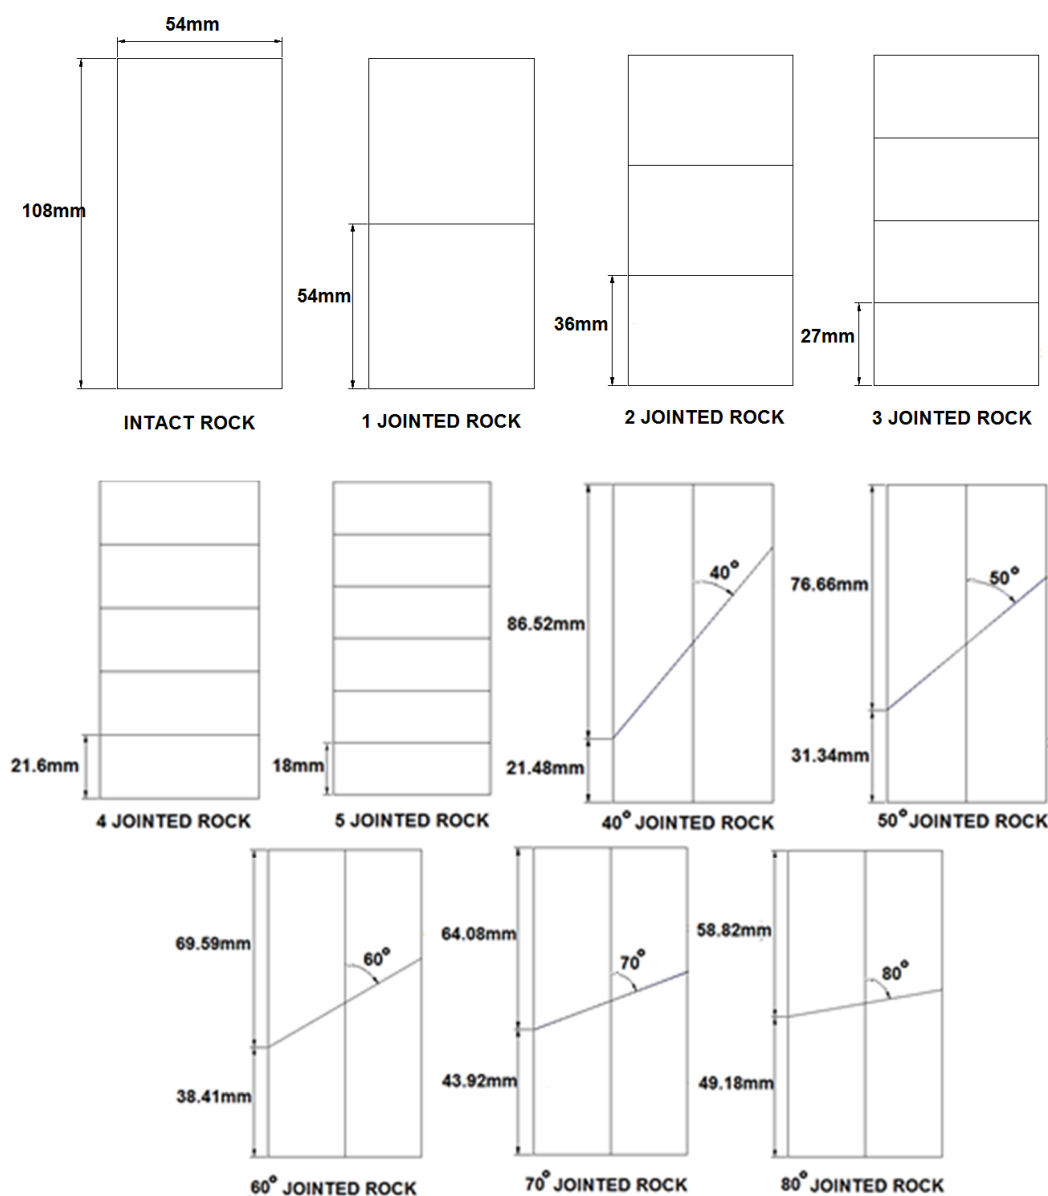 54mm
108mm
54mm
36mm
27mm
INTACT ROCK
1 JOINTED ROCK
2 JOINTED ROCK
3 JOINTED ROCK
21.6mm
18mm
86.52mm
40°
21.48mm
76.66mm
50°
31.34mm
4 JOINTED ROCK
5 JOINTED ROCK
40° JOINTED ROCK
50° JOINTED ROCK
69.59mm
60°
38.41mm
64.08mm
70°
43.92mm
58.82mm
80°
49.18mm
60° JOINTED ROCK
70° JOINTED ROCK
80° JOINTED ROCK